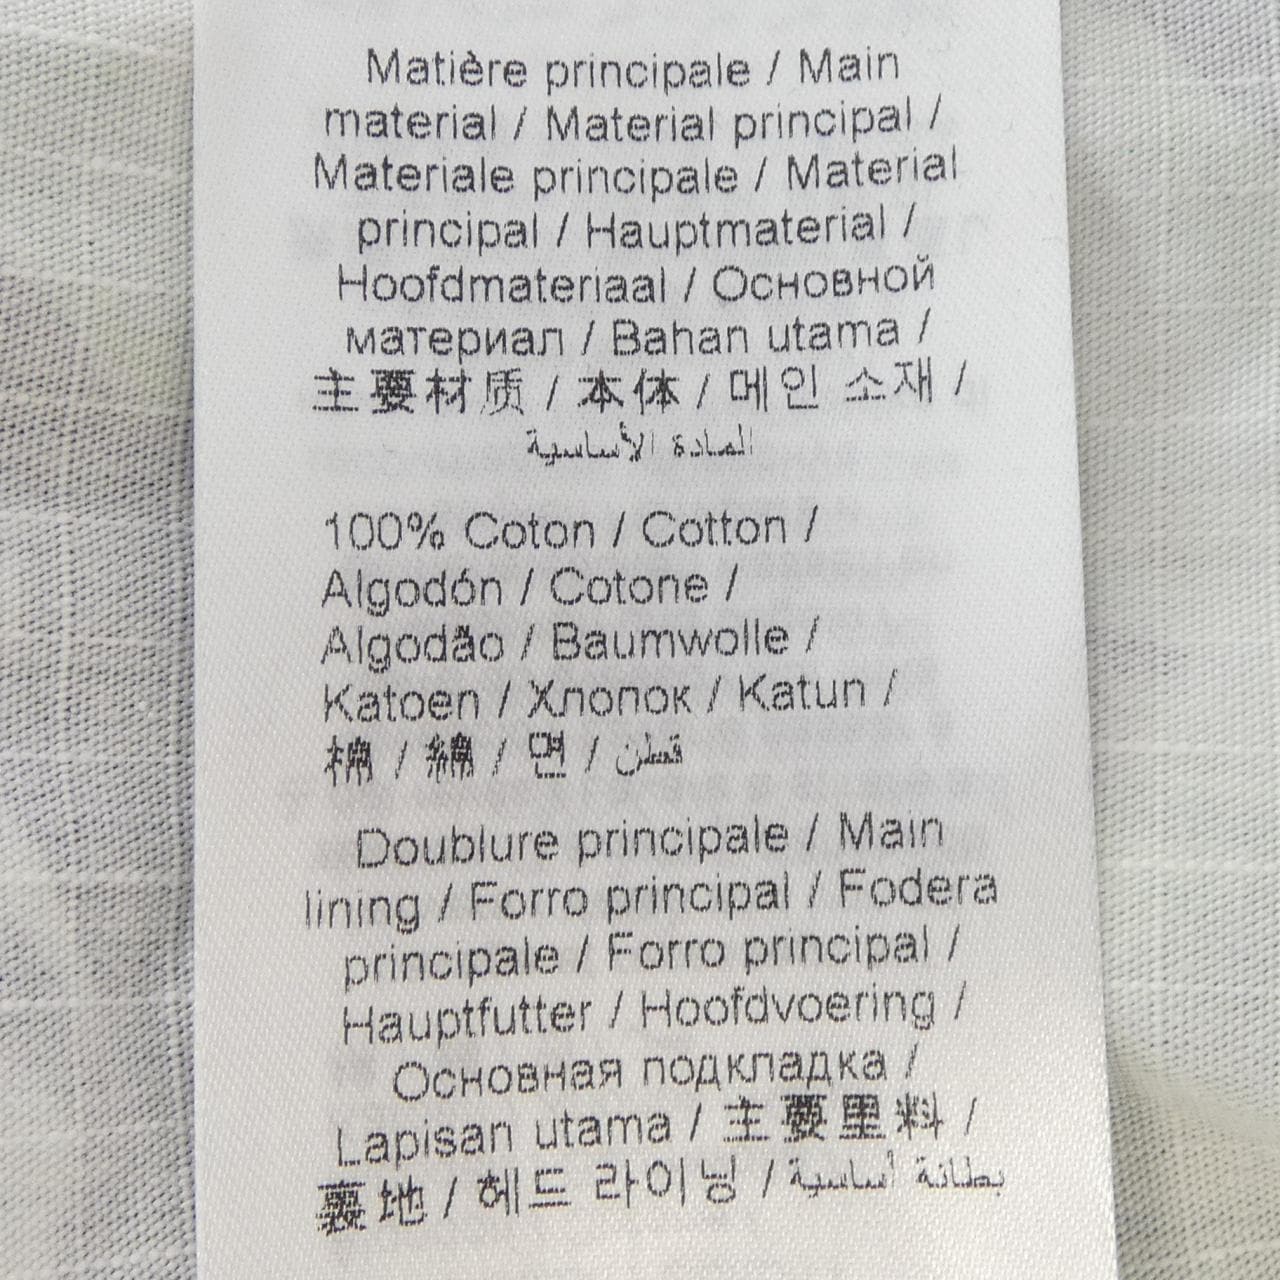 Matière principale / Main
material / Material principal /
Materiale principale / Material
principal / Hauptmaterial /
Hoofdmateriaal / Основной
материал / Bahan utama /
主要材质 / 本体 / 메인 소재 /
المادة الأساسية
100% Coton / Cotton /
Algodón / Cotone /
Algodão / Baumwolle /
Katoen / Хлопок / Katun /
棉 / 綿 / 면 / قطن
Doublure principale / Main
lining / Forro principal / Fodera
principale / Forro principal /
Hauptfutter / Hoofdvoering /
Основная подкладка /
Lapisan utama / 主要里料 /
裏地 / 헤드 라이닝 / بطانة أساسية